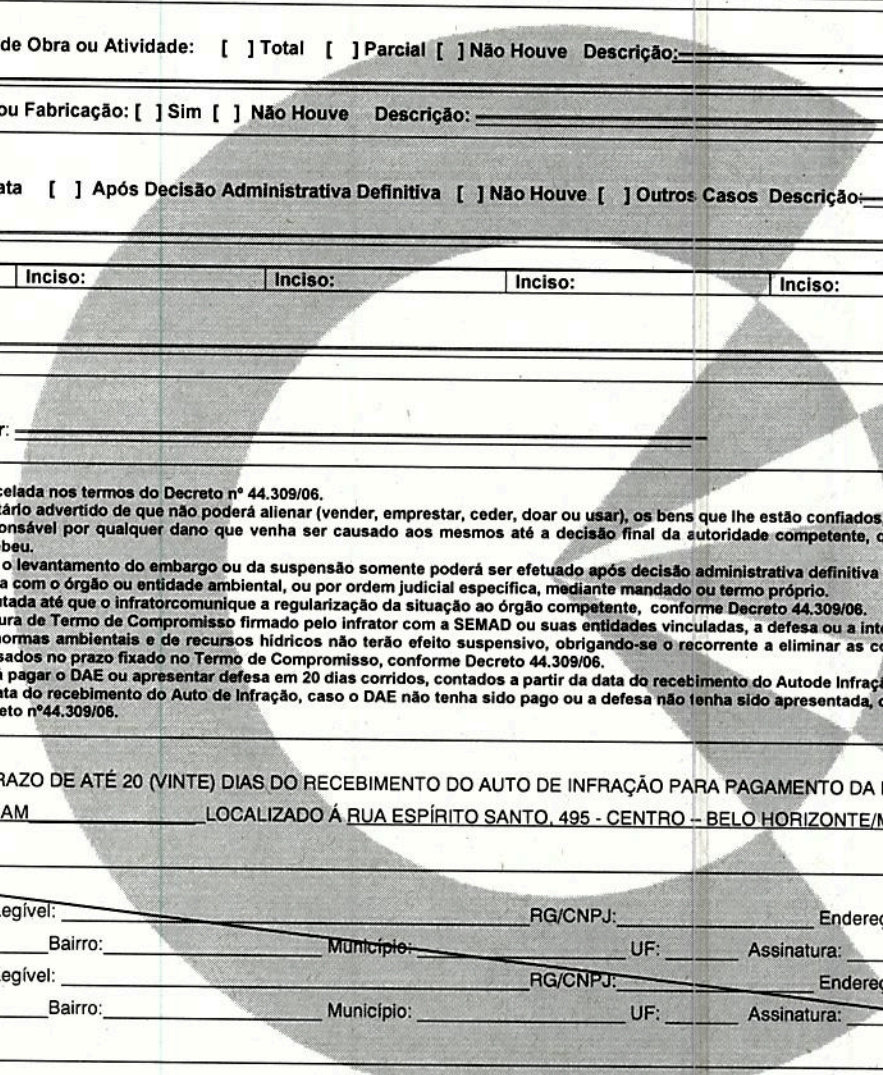 de Obra ou Atividade: [ ] Total [ ] Parcial [ ] Não Houve Descrição:
ou Fabricação: [ ] Sim [ ] Não Houve Descrição:
ata [ ] Após Decisão Administrativa Definitiva [ ] Não Houve [ ] Outros Casos Descrição:
Inciso: Inciso: Inciso: Inciso:
r:
celada nos termos do Decreto nº 44.309/06.
tário advertido de que não poderá alienar (vender, emprestar, ceder, doar ou usar), os bens que lhe estão confiados,
onsável por qualquer dano que venha ser causado aos mesmos até a decisão final da autoridade competente, c
beu.
o levantamento do embargo ou da suspensão somente poderá ser efetuado após decisão administrativa definitiva
a com o órgão ou entidade ambiental, ou por ordem judicial específica, mediante mandado ou termo próprio.
utada até que o infratorcomunique a regularização da situação ao órgão competente, conforme Decreto 44.309/06.
ura de Termo de Compromisso firmado pelo infrator com a SEMAD ou suas entidades vinculadas, a defesa ou a inte
normas ambientais e de recursos hídricos não terão efeito suspensivo, obrigando-se o recorrente a eliminar as co
sados no prazo fixado no Termo de Compromisso, conforme Decreto 44.309/06.
á pagar o DAE ou apresentar defesa em 20 dias corridos, contados a partir da data do recebimento do Autode Infraçã
ata do recebimento do Auto de Infração, caso o DAE não tenha sido pago ou a defesa não tenha sido apresentada, c
eto nº44.309/06.
RAZO DE ATÉ 20 (VINTE) DIAS DO RECEBIMENTO DO AUTO DE INFRAÇÃO PARA PAGAMENTO DA
AM LOCALIZADO Á RUA ESPÍRITO SANTO, 495 - CENTRO – BELO HORIZONTE/M
Legível: RG/CNPJ: Endereç
Bairro: Município: UF: Assinatura:
Legível: RG/CNPJ: Endereç
Bairro: Município: UF: Assinatura: